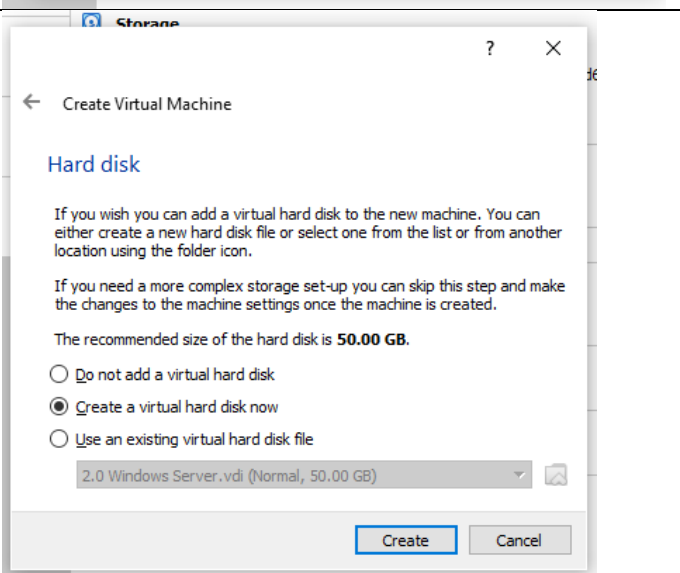 Storage
?
Create Virtual Machine
Hard disk
If you wish you can add a virtual hard disk to the new machine. You can
either create a new hard disk file or select one from the list or from another
location using the folder icon.
If you need a more complex storage set-up you can skip this step and make
the changes to the machine settings once the machine is created.
The recommended size of the hard disk is 50.00 GB.
Do not add a virtual hard disk
Create a virtual hard disk now
Use an existing virtual hard disk file
2.0 Windows Server.vdi (Normal, 50.00 GB)
Create Cancel